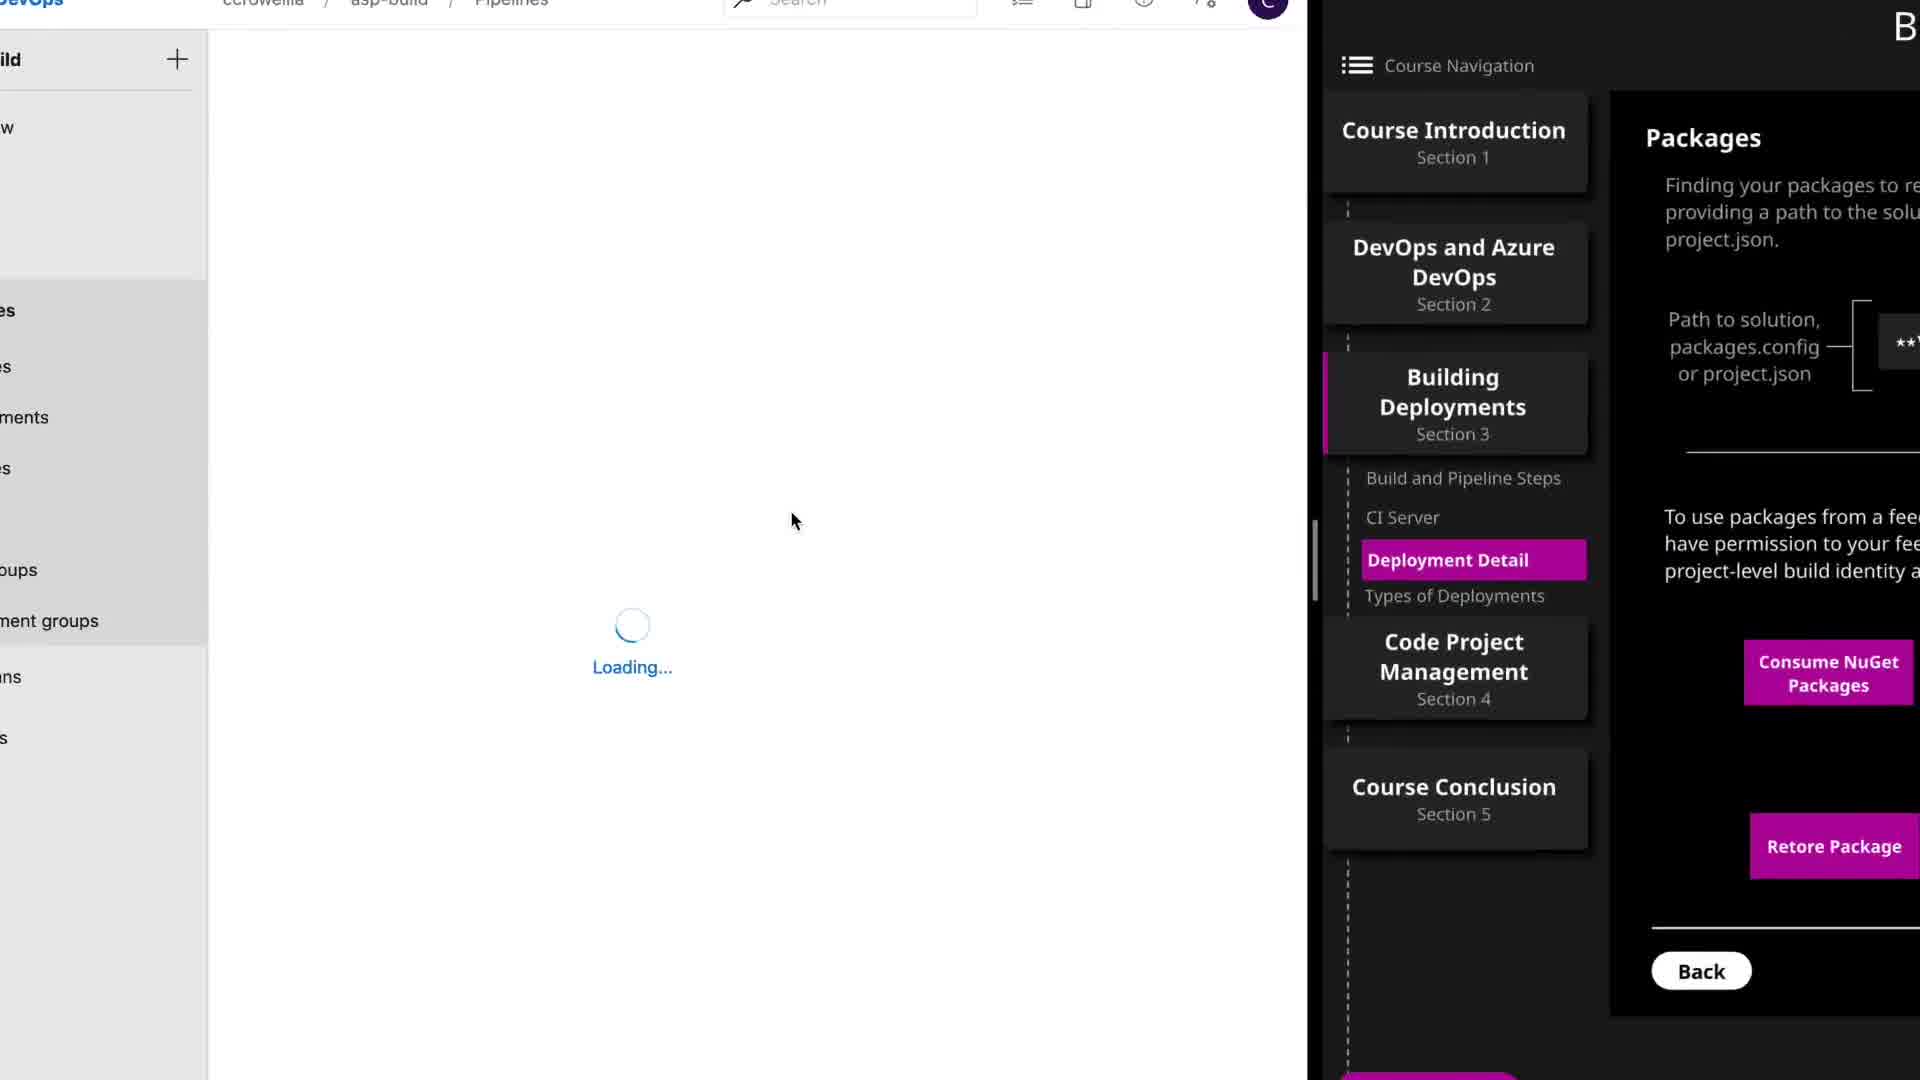 DevOps
ccrowellla / asp-build / Pipelines
Search
C
ild
w
es
es
ments
es
oups
ment groups
ans
s
Loading...
B
Course Navigation
Course Introduction
Section 1
DevOps and Azure
DevOps
Section 2
Building
Deployments
Section 3
Build and Pipeline Steps
CI Server
Deployment Detail
Types of Deployments
Code Project
Management
Section 4
Course Conclusion
Section 5
Packages
Finding your packages to re
providing a path to the solu
project.json.
Path to solution,
packages.config
or project.json
**\
To use packages from a fee
have permission to your fee
project-level build identity a
Consume NuGet
Packages
Retore Package
Back